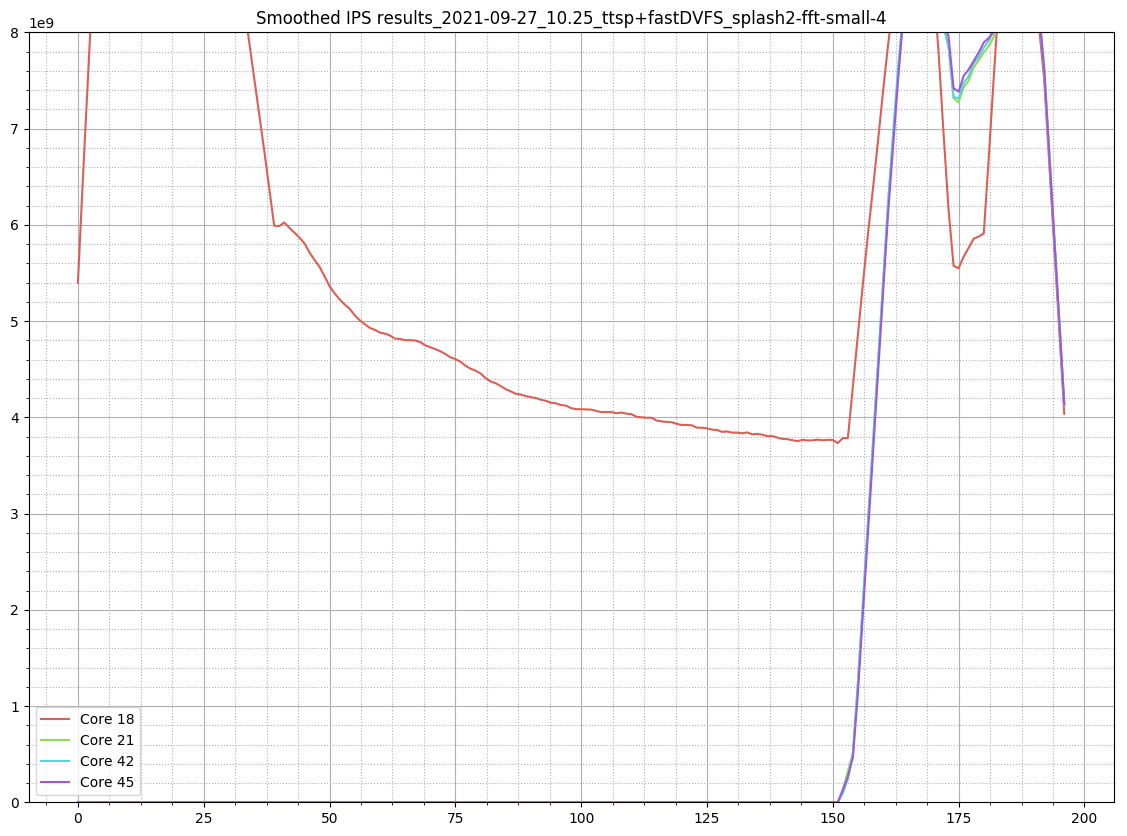 Smoothed IPS results_2021-09-27_10.25_ttsp+fastDVFS_splash2-fft-small-4
1e9
8
7
6
5
4
3
2
1
0
Core 18
Core 21
Core 42
Core 45
0 25 50 75 100 125 150 175 200